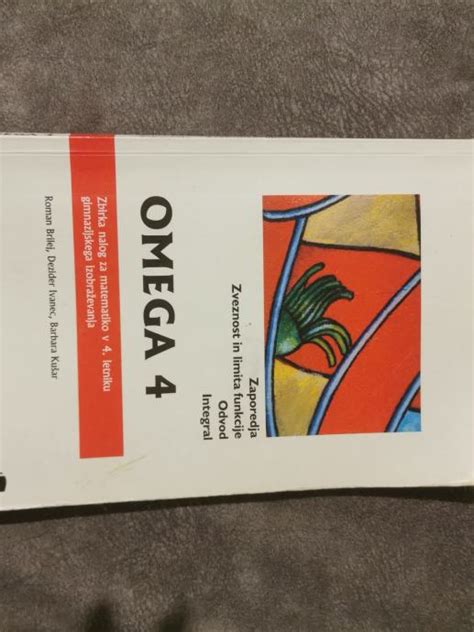 Zaporedja
Zveznost in limita funkcije
Odvod
Integral
OMEGA 4
Zbirka nalog za matematiko v 4. letniku
gimnazijskega izobraževanja
Roman Brilej, Dezider Ivanec, Barbara Kušar